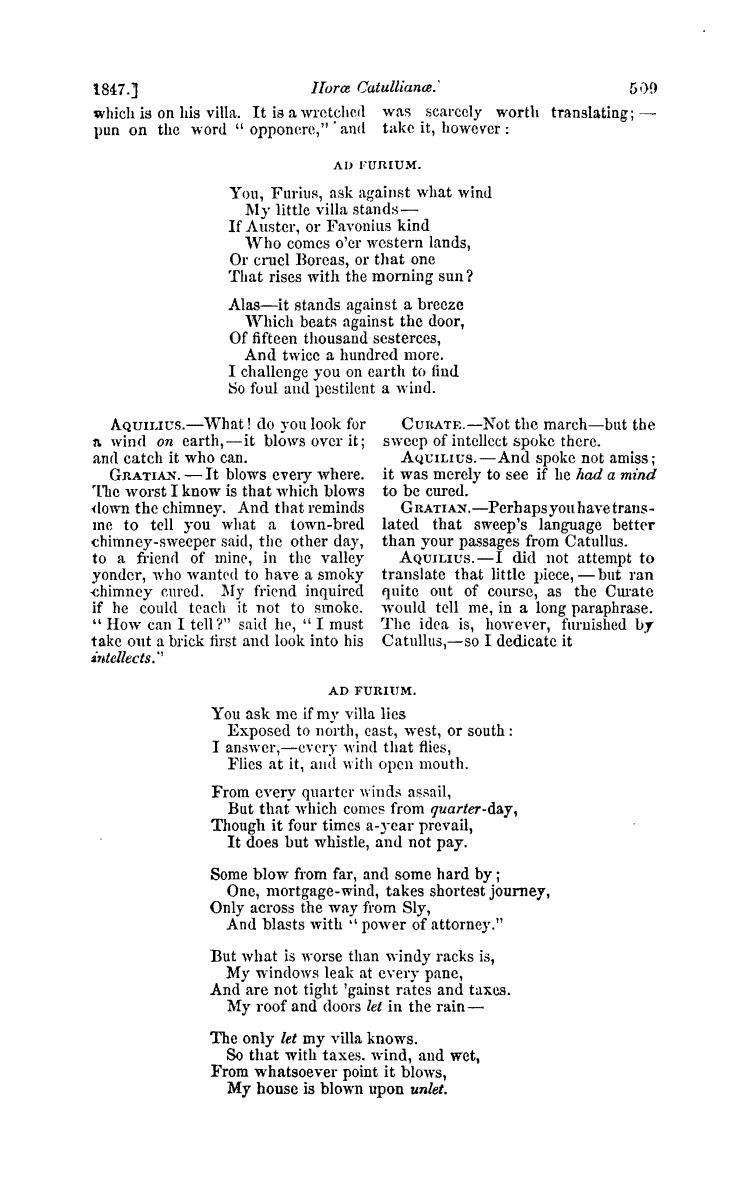 1847.] Horæ Catullianæ. 509
which is on his villa. It is a wretched
pun on the word “ opponere,” and
was scarcely worth translating; —
take it, however :
AD FURIUM.
You, Furius, ask against what wind
My little villa stands—
If Auster, or Favonius kind
Who comes o'er western lands,
Or cruel Boreas, or that one
That rises with the morning sun?
Alas—it stands against a breeze
Which beats against the door,
Of fifteen thousand sesterces,
And twice a hundred more.
I challenge you on earth to find
So foul and pestilent a wind.
AQUILIUS.—What! do you look for
a wind on earth,—it blows over it;
and catch it who can.
GRATIAN. — It blows every where.
The worst I know is that which blows
down the chimney. And that reminds
me to tell you what a town-bred
chimney-sweeper said, the other day,
to a friend of mine, in the valley
yonder, who wanted to have a smoky
chimney cured. My friend inquired
if he could teach it not to smoke.
“ How can I tell?” said he, “ I must
take out a brick first and look into his
intellects.”
CURATE.—Not the march—but the
sweep of intellect spoke there.
AQUILIUS. — And spoke not amiss;
it was merely to see if he had a mind
to be cured.
GRATIAN.—Perhaps you have trans-
lated that sweep's language better
than your passages from Catullus.
AQUILIUS.—I did not attempt to
translate that little piece, — but ran
quite out of course, as the Curate
would tell me, in a long paraphrase.
The idea is, however, furnished by
Catullus,—so I dedicate it
AD FURIUM.
You ask me if my villa lies
Exposed to north, east, west, or south :
I answer,—every wind that flies,
Flies at it, and with open mouth.
From every quarter winds assail,
But that which comes from quarter-day,
Though it four times a-year prevail,
It does but whistle, and not pay.
Some blow from far, and some hard by ;
One, mortgage-wind, takes shortest journey,
Only across the way from Sly,
And blasts with “ power of attorney.”
But what is worse than windy racks is,
My windows leak at every pane,
And are not tight 'gainst rates and taxes.
My roof and doors let in the rain—
The only let my villa knows.
So that with taxes. wind, and wet,
From whatsoever point it blows,
My house is blown upon unlet.